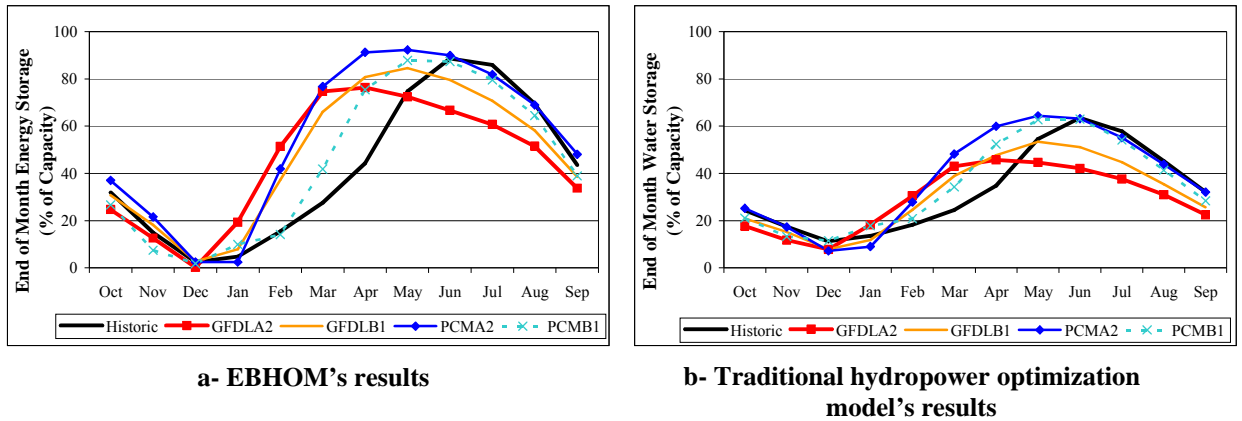 End of Month Energy Storage
(% of Capacity)
100
80
60
40
20
0
Oct Nov Dec Jan Feb Mar Apr May Jun Jul Aug Sep
Historic GFDLA2 GFDLB1 PCMA2 PCMB1
a- EBHOM's results
End of Month Water Storage
(% of Capacity)
100
80
60
40
20
0
Oct Nov Dec Jan Feb Mar Apr May Jun Jul Aug Sep
Historic GFDLA2 GFDLB1 PCMA2 PCMB1
b- Traditional hydropower optimization
model's results